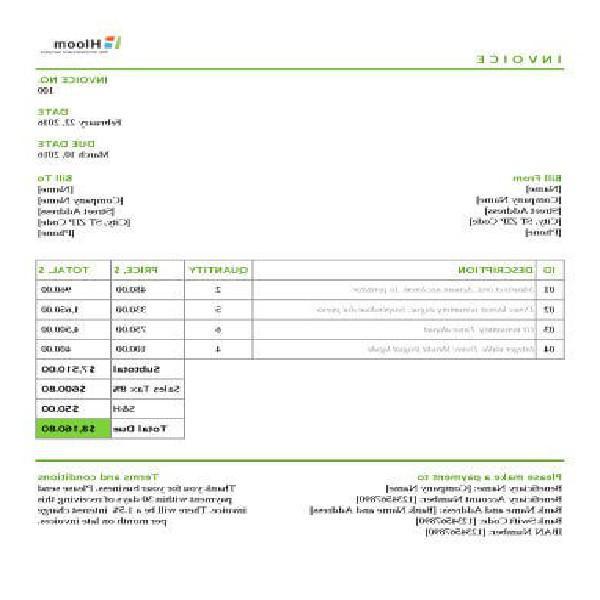 INVOICE
Hloom
INVOICE NO.
100
DATE
February 22, 2016
DUE DATE
March 10, 2016
Bill From
[Name]
[Company Name]
[Street Address]
[City, ST ZIP Code]
[Phone]
Bill To
[Name]
[Company Name]
[Street Address]
[City, ST ZIP Code]
[Phone]
ID DESCRIPTION QUANTITY PRICE, $ TOTAL, $
01 2 480.00 960.00
02 5 330.00 1,650.00
03 6 750.00 4,500.00
04 4 100.00 400.00
Subtotal $7,510.00
Sales Tax 8% $600.80
S&H $50.00
Total Due $8,160.80
Please make a payment to
Beneficiary Name: [Company Name]
Beneficiary Account Number: [1234567890]
Bank Name and Address: [Bank Name and Address]
Bank Swift Code: [1234567890]
IBAN Number: [1234567890]
Terms and conditions
Thank you for your business. Please send
payment within 30 days of receiving this
invoice. There will be a 1.5% interest charge
per month on late invoices.